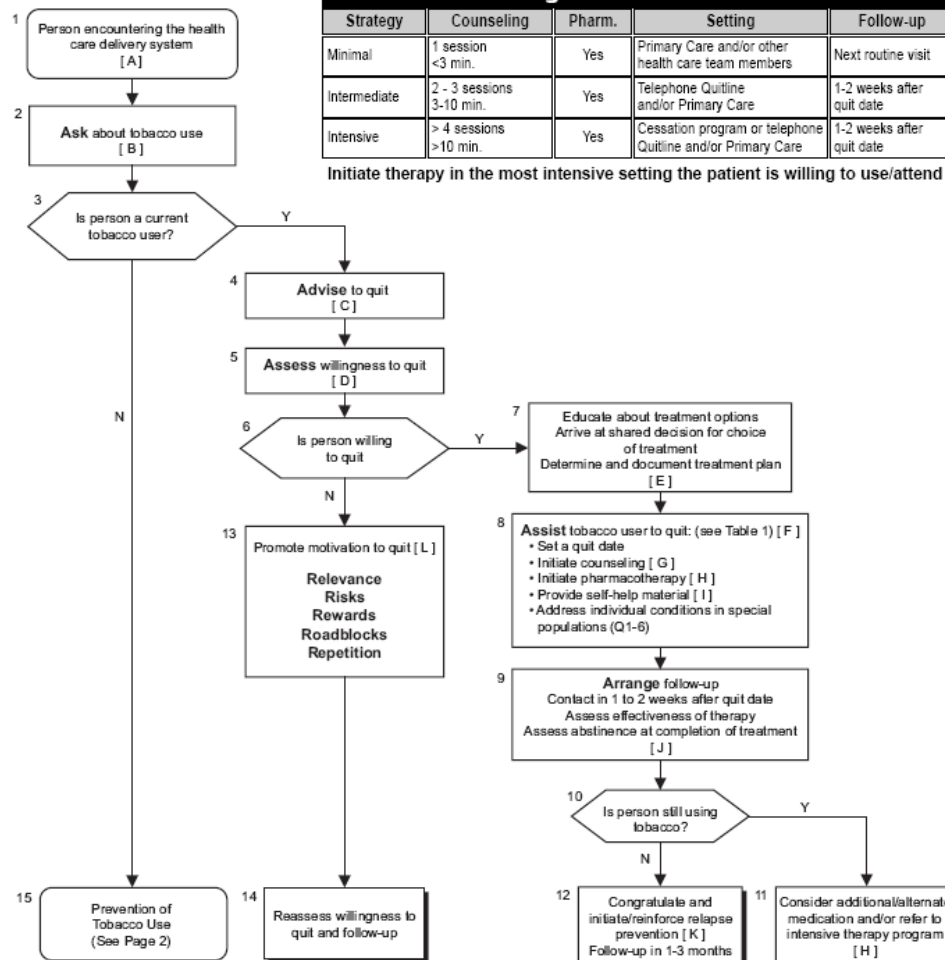 Strategy Counseling Pharm. Setting Follow-up
Minimal 1 session <3 min. Yes Primary Care and/or other health care team members Next routine visit
Intermediate 2 - 3 sessions 3-10 min. Yes Telephone Quitline and/or Primary Care 1-2 weeks after quit date
Intensive > 4 sessions >10 min. Yes Cessation program or telephone Quitline and/or Primary Care 1-2 weeks after quit date
Initiate therapy in the most intensive setting the patient is willing to use/attend
1
Person encountering the health
care delivery system
[ A ]
2
Ask about tobacco use
[ B ]
3
Is person a current
tobacco user?
Y
N
4
Advise to quit
[ C ]
5
Assess willingness to quit
[ D ]
6
Is person willing
to quit
Y
N
7
Educate about treatment options
Arrive at shared decision for choice
of treatment
Determine and document treatment plan
[ E ]
8
Assist tobacco user to quit: (see Table 1) [ F ]
• Set a quit date
• Initiate counseling [ G ]
• Initiate pharmacotherapy [ H ]
• Provide self-help material [ I ]
• Address individual conditions in special
populations (Q1-6)
9
Arrange follow-up
Contact in 1 to 2 weeks after quit date
Assess effectiveness of therapy
Assess abstinence at completion of treatment
[ J ]
10
Is person still using
tobacco?
Y
N
11
Consider additional/alternate
medication and/or refer to
intensive therapy program
[ H ]
12
Congratulate and
initiate/reinforce relapse
prevention [ K ]
Follow-up in 1-3 months
13
Promote motivation to quit [ L ]
Relevance
Risks
Rewards
Roadblocks
Repetition
14
Reassess willingness to
quit and follow-up
15
Prevention of
Tobacco Use
(See Page 2)